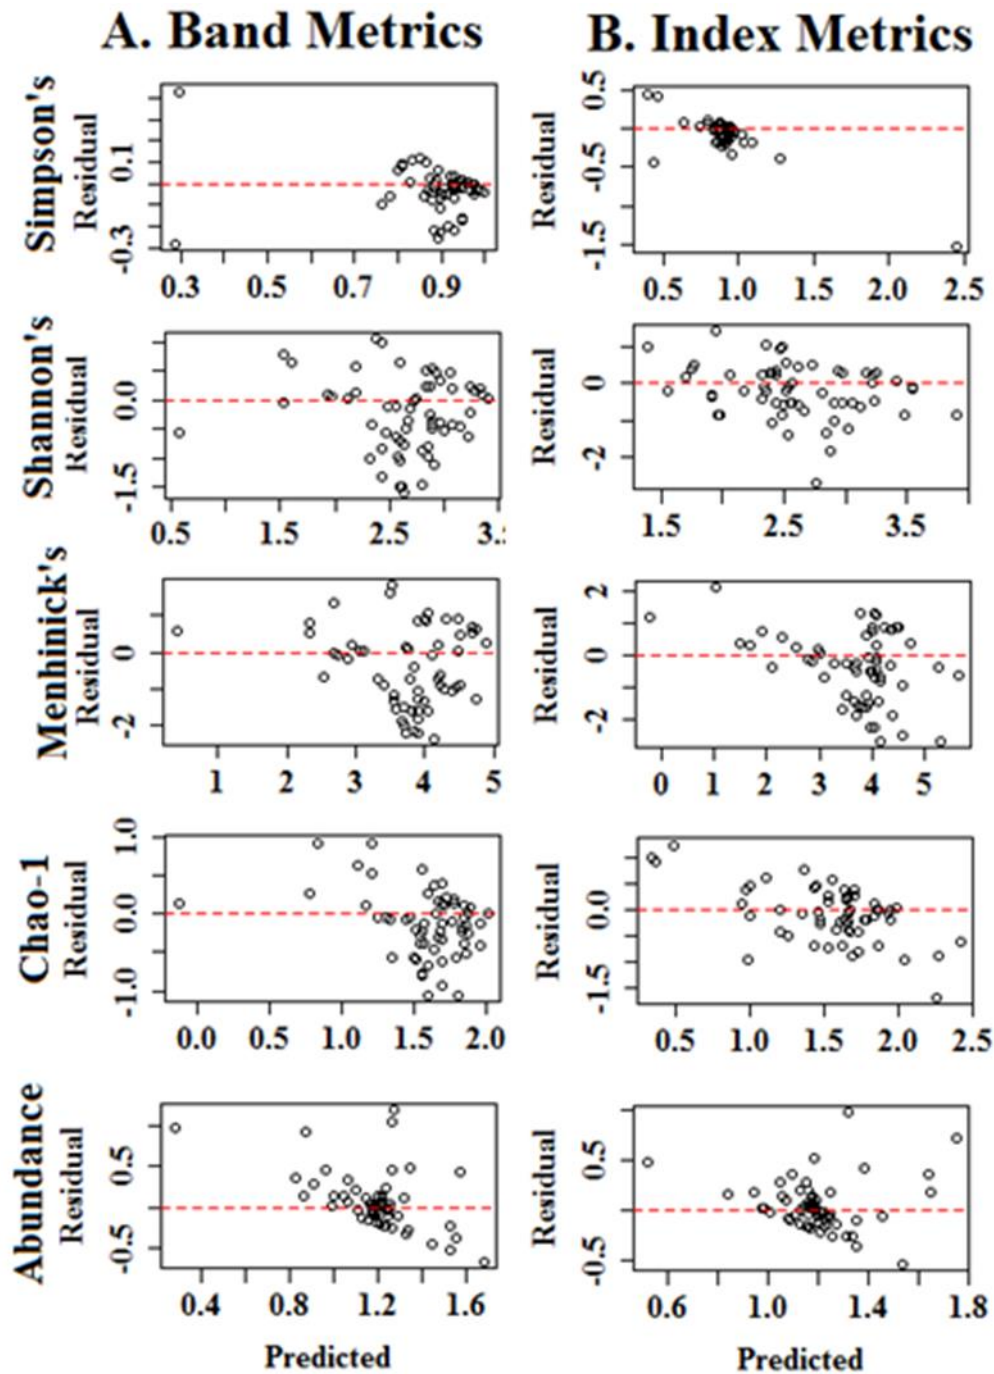 A. Band Metrics
B. Index Metrics
Simpson's
Residual
0.1
-0.3
0.3 0.5 0.7 0.9
Residual
0.5
-0.5
-1.5
0.5 1.0 1.5 2.0 2.5
Shannon's
Residual
0.0
-1.5
0.5 1.5 2.5 3.
Residual
0
-2
1.5 2.5 3.5
Menhinick's
Residual
0
-2
1 2 3 4 5
Residual
2
0
-2
0 1 2 3 4 5
Chao-1
Residual
1.0
0.0
-1.0
0.0 0.5 1.0 1.5 2.0
Residual
0.0
-1.5
0.5 1.0 1.5 2.0 2.5
Abundance
Residual
0.5
-0.5
0.4 0.8 1.2 1.6
Predicted
Residual
0.5
-0.5
0.6 1.0 1.4 1.8
Predicted